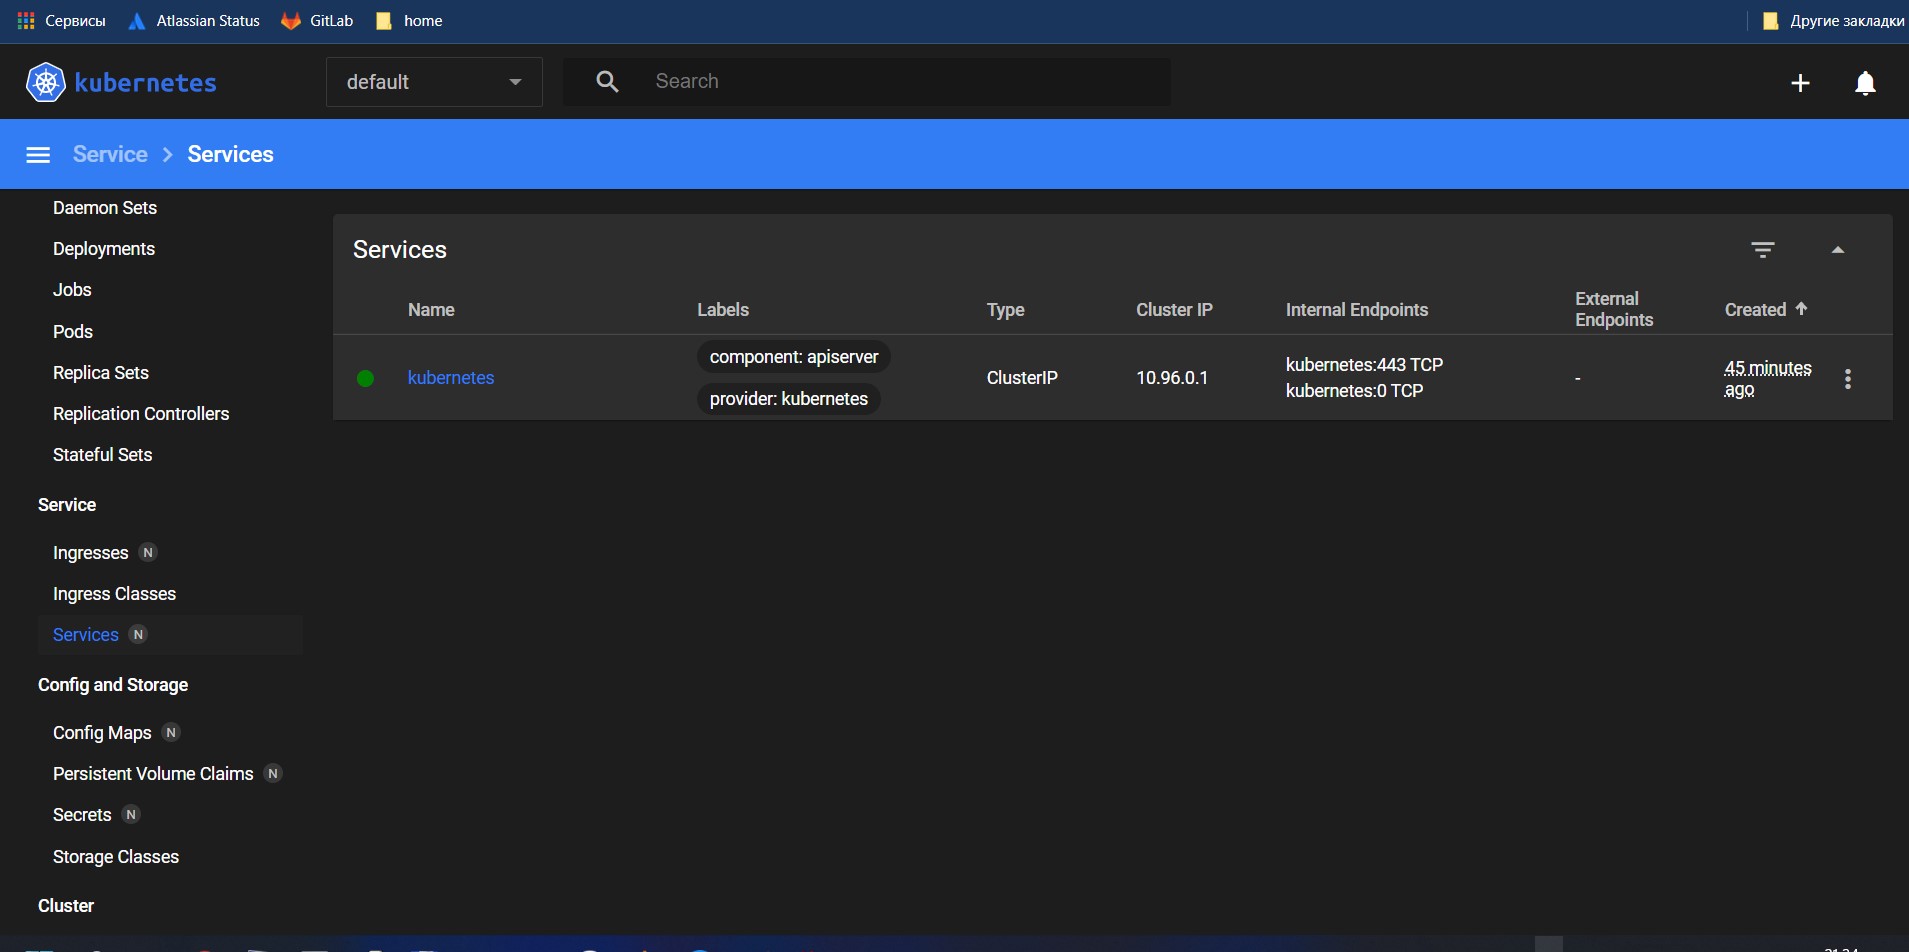 Сервисы Atlassian Status GitLab home Другие закладки
kubernetes default Search
Service Services
Daemon Sets
Deployments
Jobs
Pods
Replica Sets
Replication Controllers
Stateful Sets
Service
Ingresses N
Ingress Classes
Services N
Config and Storage
Config Maps N
Persistent Volume Claims N
Secrets N
Storage Classes
Cluster
Services
Name Labels Type Cluster IP Internal Endpoints External Endpoints Created
kubernetes
component: apiserver
provider: kubernetes
ClusterIP
10.96.0.1
kubernetes:443 TCP
kubernetes:0 TCP
-
45 minutes
ago